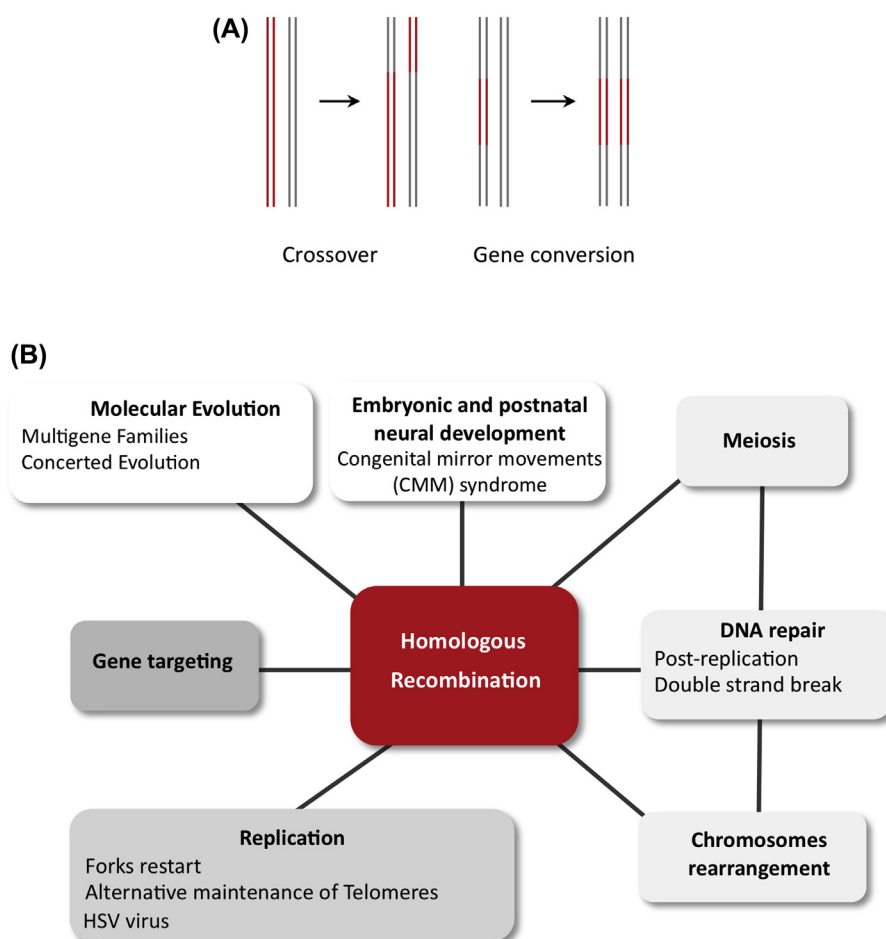 (A)
Crossover
Gene conversion
(B)
Molecular Evolution
Multigene Families
Concerted Evolution
Embryonic and postnatal
neural development
Congenital mirror movements
(CMM) syndrome
Meiosis
Gene targeting
Homologous
Recombination
DNA repair
Post-replication
Double strand break
Replication
Forks restart
Alternative maintenance of Telomeres
HSV virus
Chromosomes
rearrangement